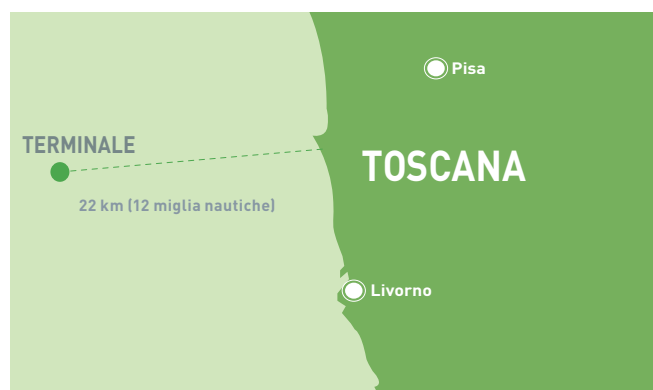 Pisa
TERMINALE
TOSCANA
22 km (12 miglia nautiche)
Livorno